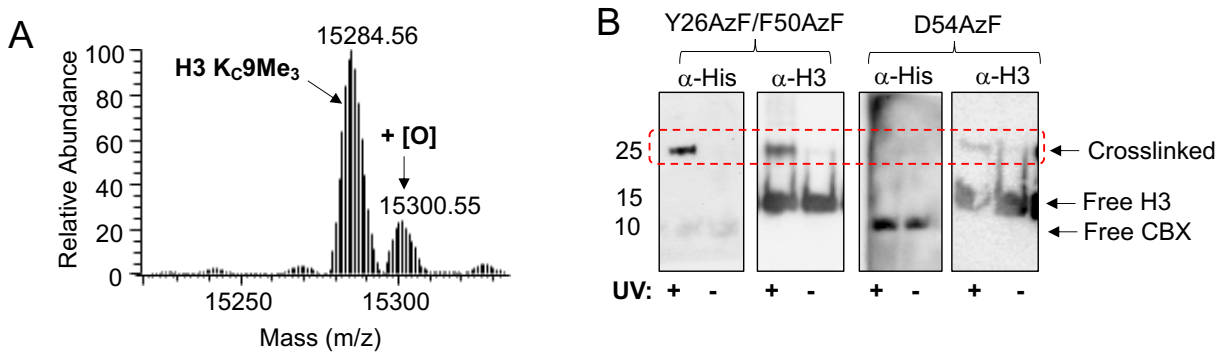 A
Relative Abundance
100
80
60
40
20
0
15284.56
H3 K_C9Me_3
+ [O]
15300.55
15250
15300
Mass (m/z)
B
Y26AzF/F50AzF
D54AzF
α-His
α-H3
α-His
α-H3
25
15
10
Crosslinked
Free H3
Free CBX
UV: + - + - + - + -